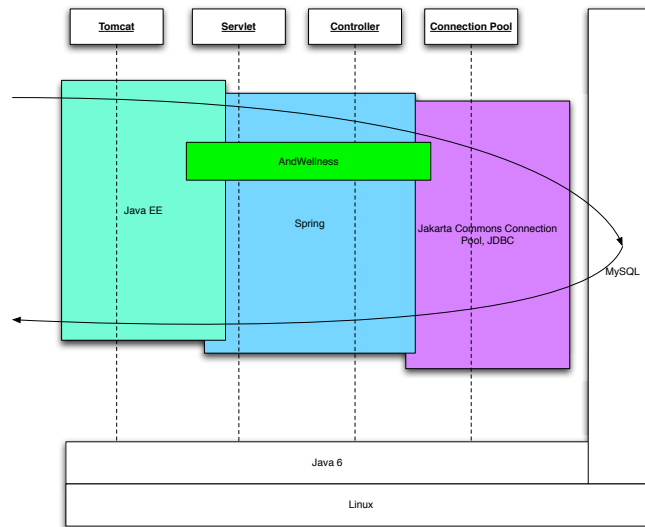 Tomcat
Servlet
Controller
Connection Pool
AndWellness
Java EE
Spring
Jakarta Commons Connection
Pool, JDBC
MySQL
Java 6
Linux